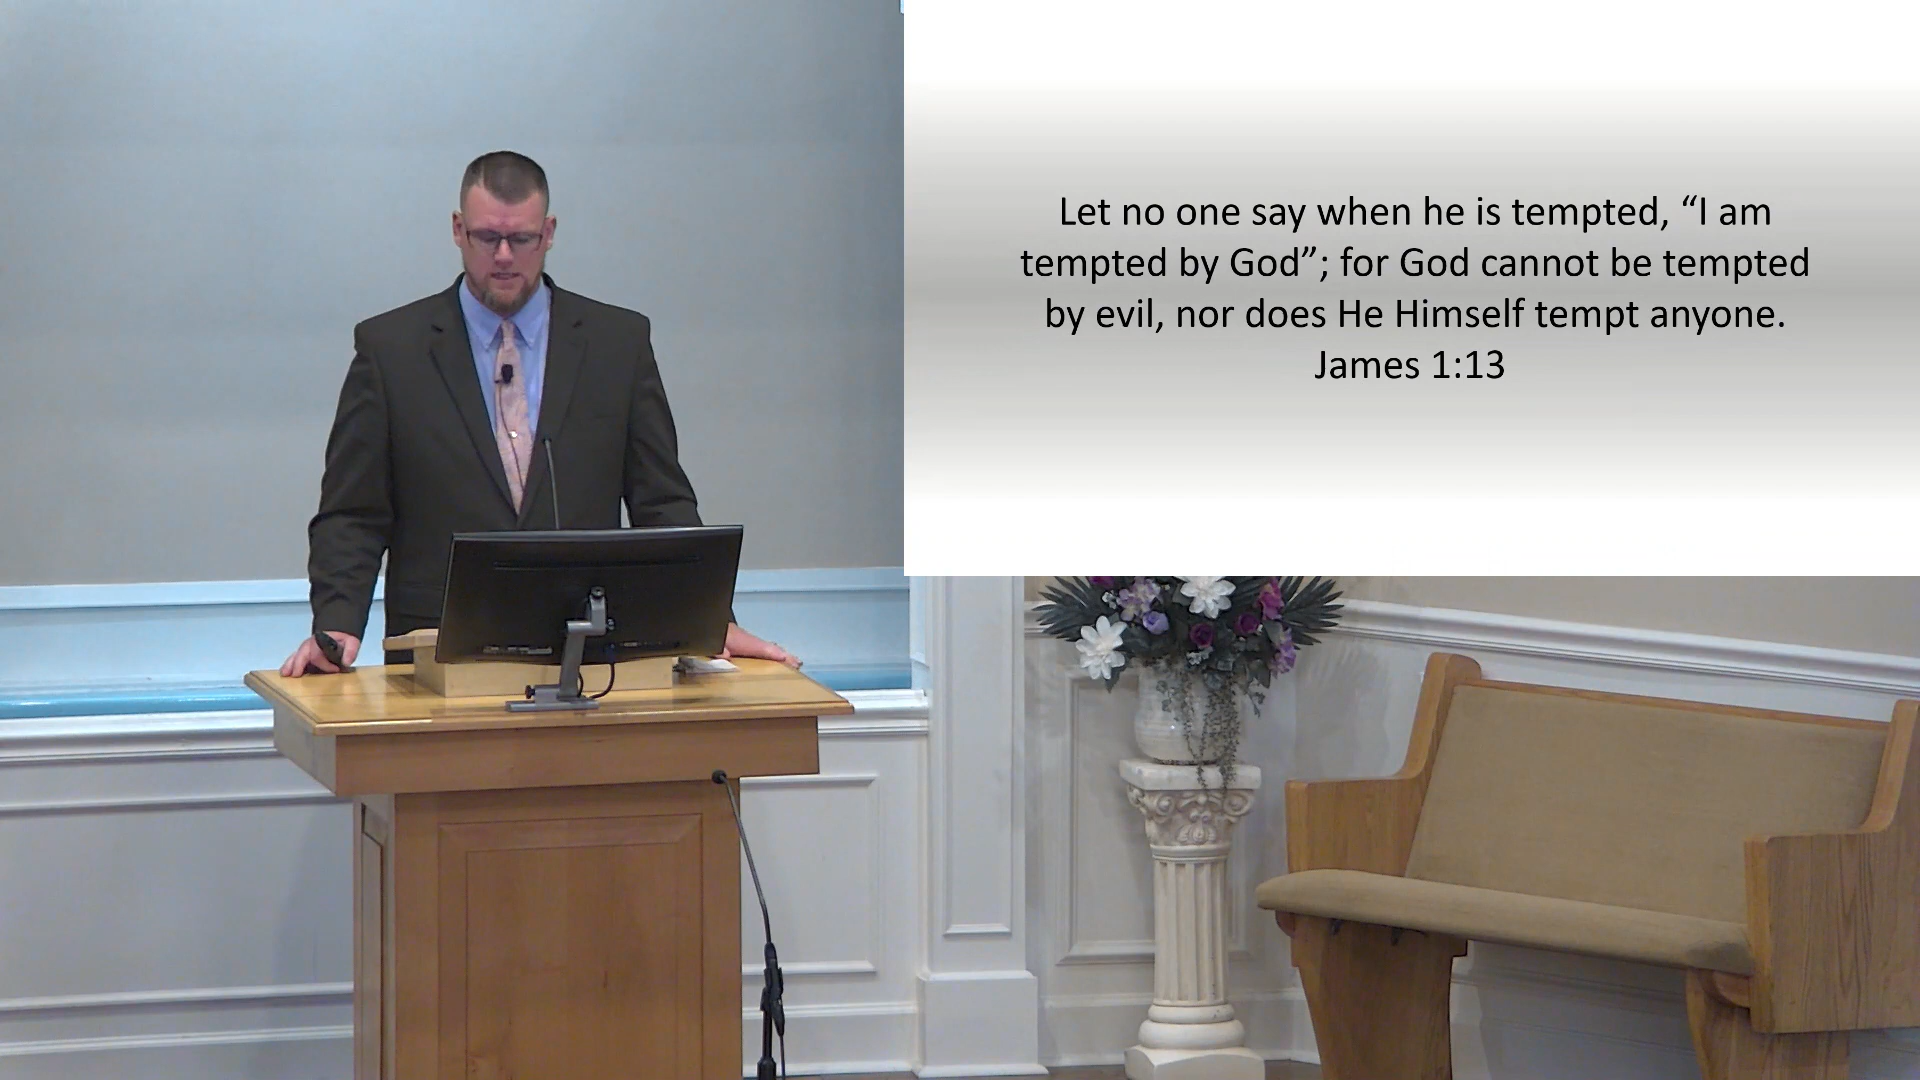 Let no one say when he is tempted, “I am
tempted by God”; for God cannot be tempted
by evil, nor does He Himself tempt anyone.
James 1:13